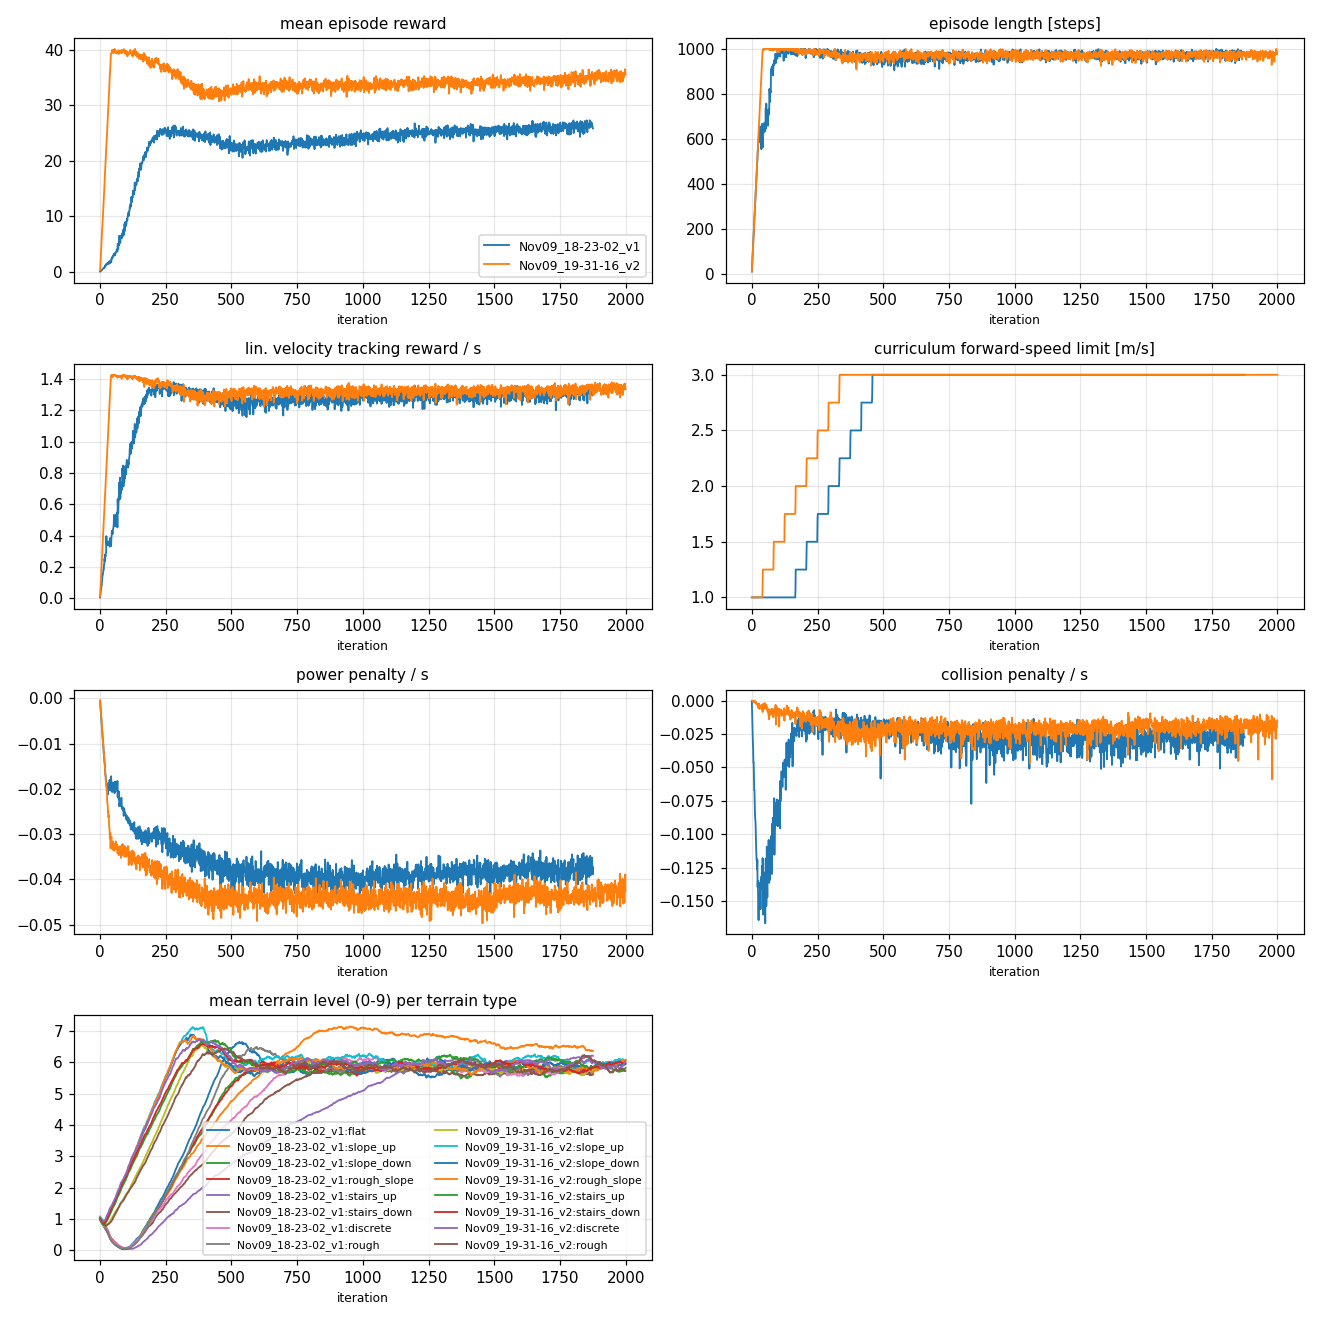 mean episode reward
40
30
20
10
0
Nov09_18-23-02_v1
Nov09_19-31-16_v2
0 250 500 750 1000 1250 1500 1750 2000
iteration
episode length [steps]
1000
800
600
400
200
0
0 250 500 750 1000 1250 1500 1750 2000
iteration
lin. velocity tracking reward / s
1.4
1.2
1.0
0.8
0.6
0.4
0.2
0.0
0 250 500 750 1000 1250 1500 1750 2000
iteration
curriculum forward-speed limit [m/s]
3.0
2.5
2.0
1.5
1.0
0 250 500 750 1000 1250 1500 1750 2000
iteration
power penalty / s
0.00
−0.01
−0.02
−0.03
−0.04
−0.05
0 250 500 750 1000 1250 1500 1750 2000
iteration
collision penalty / s
0.000
−0.025
−0.050
−0.075
−0.100
−0.125
−0.150
0 250 500 750 1000 1250 1500 1750 2000
iteration
mean terrain level (0-9) per terrain type
7
6
5
4
3
2
1
0
Nov09_18-23-02_v1:flat
Nov09_18-23-02_v1:slope_up
Nov09_18-23-02_v1:slope_down
Nov09_18-23-02_v1:rough_slope
Nov09_18-23-02_v1:stairs_up
Nov09_18-23-02_v1:stairs_down
Nov09_18-23-02_v1:discrete
Nov09_18-23-02_v1:rough
Nov09_19-31-16_v2:flat
Nov09_19-31-16_v2:slope_up
Nov09_19-31-16_v2:slope_down
Nov09_19-31-16_v2:rough_slope
Nov09_19-31-16_v2:stairs_up
Nov09_19-31-16_v2:stairs_down
Nov09_19-31-16_v2:discrete
Nov09_19-31-16_v2:rough
0 250 500 750 1000 1250 1500 1750 2000
iteration